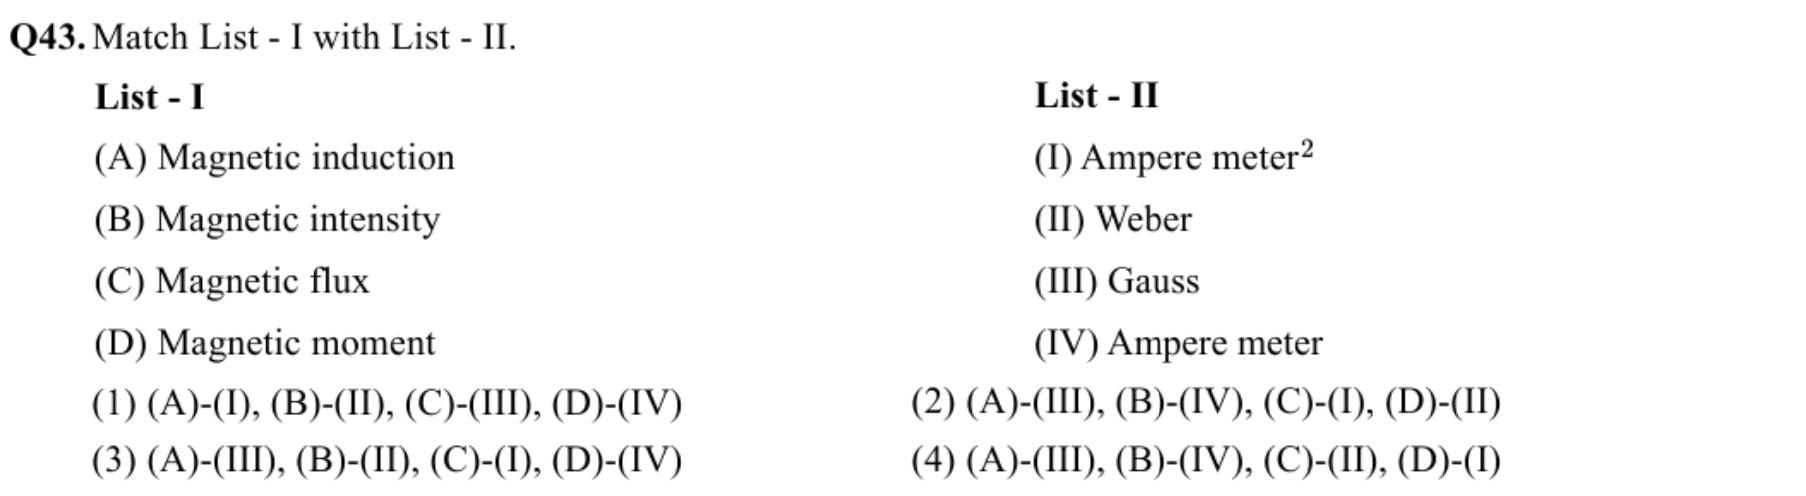 Q43. Match List - I with List - II.
List - I List - II
(A) Magnetic induction (I) Ampere meter²
(B) Magnetic intensity (II) Weber
(C) Magnetic flux (III) Gauss
(D) Magnetic moment (IV) Ampere meter
(1) (A)-(I), (B)-(II), (C)-(III), (D)-(IV) (2) (A)-(III), (B)-(IV), (C)-(I), (D)-(II)
(3) (A)-(III), (B)-(II), (C)-(I), (D)-(IV) (4) (A)-(III), (B)-(IV), (C)-(II), (D)-(I)